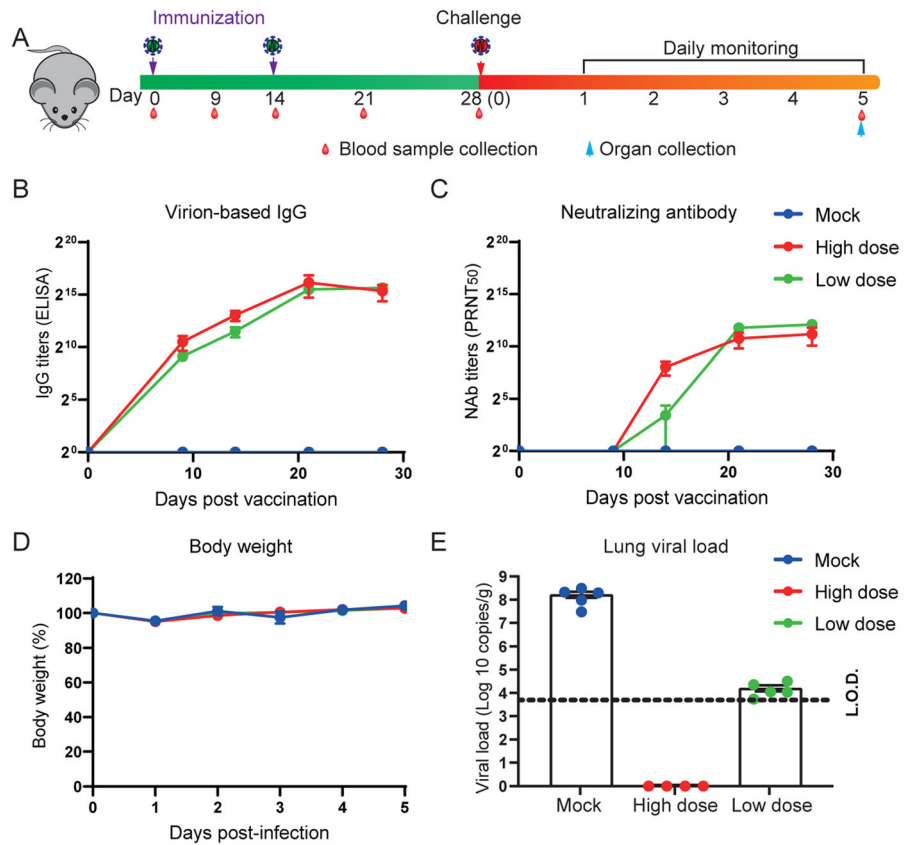 A
Immunization
Challenge
Daily monitoring
Day 0 9 14 21 28 (0) 1 2 3 4 5
Blood sample collection
Organ collection
B
Virion-based IgG
IgG titers (ELISA)
2^20
2^15
2^10
2^5
2^0
0 10 20 30
Days post vaccination
C
Neutralizing antibody
Mock
High dose
Low dose
NAb titers (PRNT50)
2^20
2^15
2^10
2^5
2^0
0 10 20 30
Days post vaccination
D
Body weight
Body weight (%)
120
100
80
60
40
20
0
0 1 2 3 4 5
Days post-infection
E
Lung viral load
Mock
High dose
Low dose
Viral load (Log 10 copies/g)
9
8
7
6
5
4
3
2
1
0
L.O.D.
Mock High dose Low dose